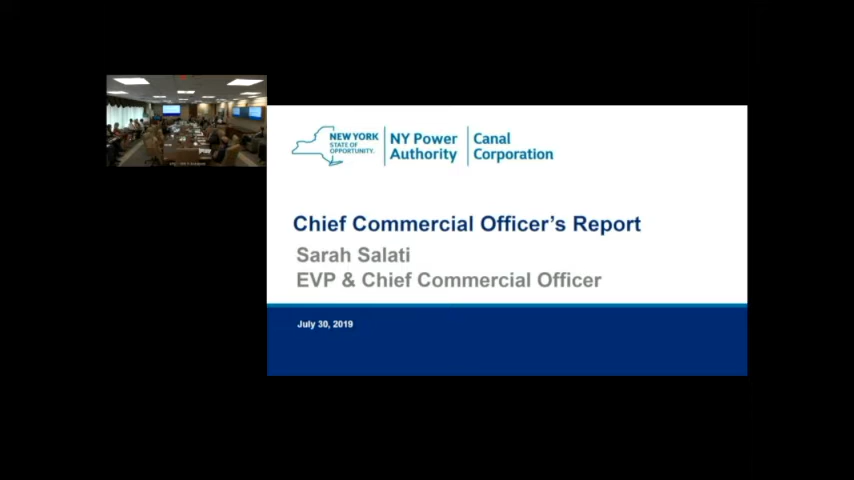 NEW YORK
STATE OF
OPPORTUNITY.
NY Power
Authority
Canal
Corporation
Chief Commercial Officer's Report
Sarah Salati
EVP & Chief Commercial Officer
July 30, 2019